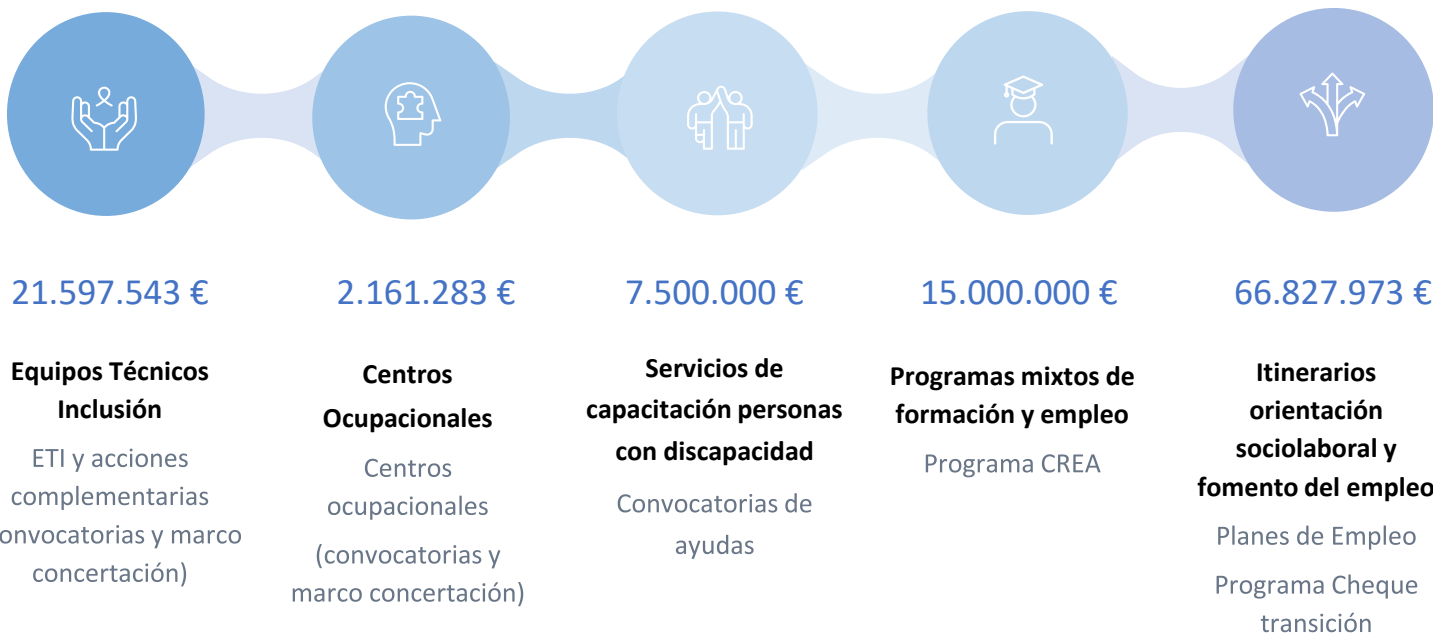 21.597.543 €
Equipos Técnicos
Inclusión
ETI y acciones
complementarias
onvocatorias y marco
concertación)
2.161.283 €
Centros
Ocupacionales
Centros
ocupacionales
(convocatorias y
marco concertación)
7.500.000 €
Servicios de
capacitación personas
con discapacidad
Convocatorias de
ayudas
15.000.000 €
Programas mixtos de
formación y empleo
Programa CREA
66.827.973 €
Itinerarios
orientación
sociolaboral y
fomento del empleo
Planes de Empleo
Programa Cheque
transición